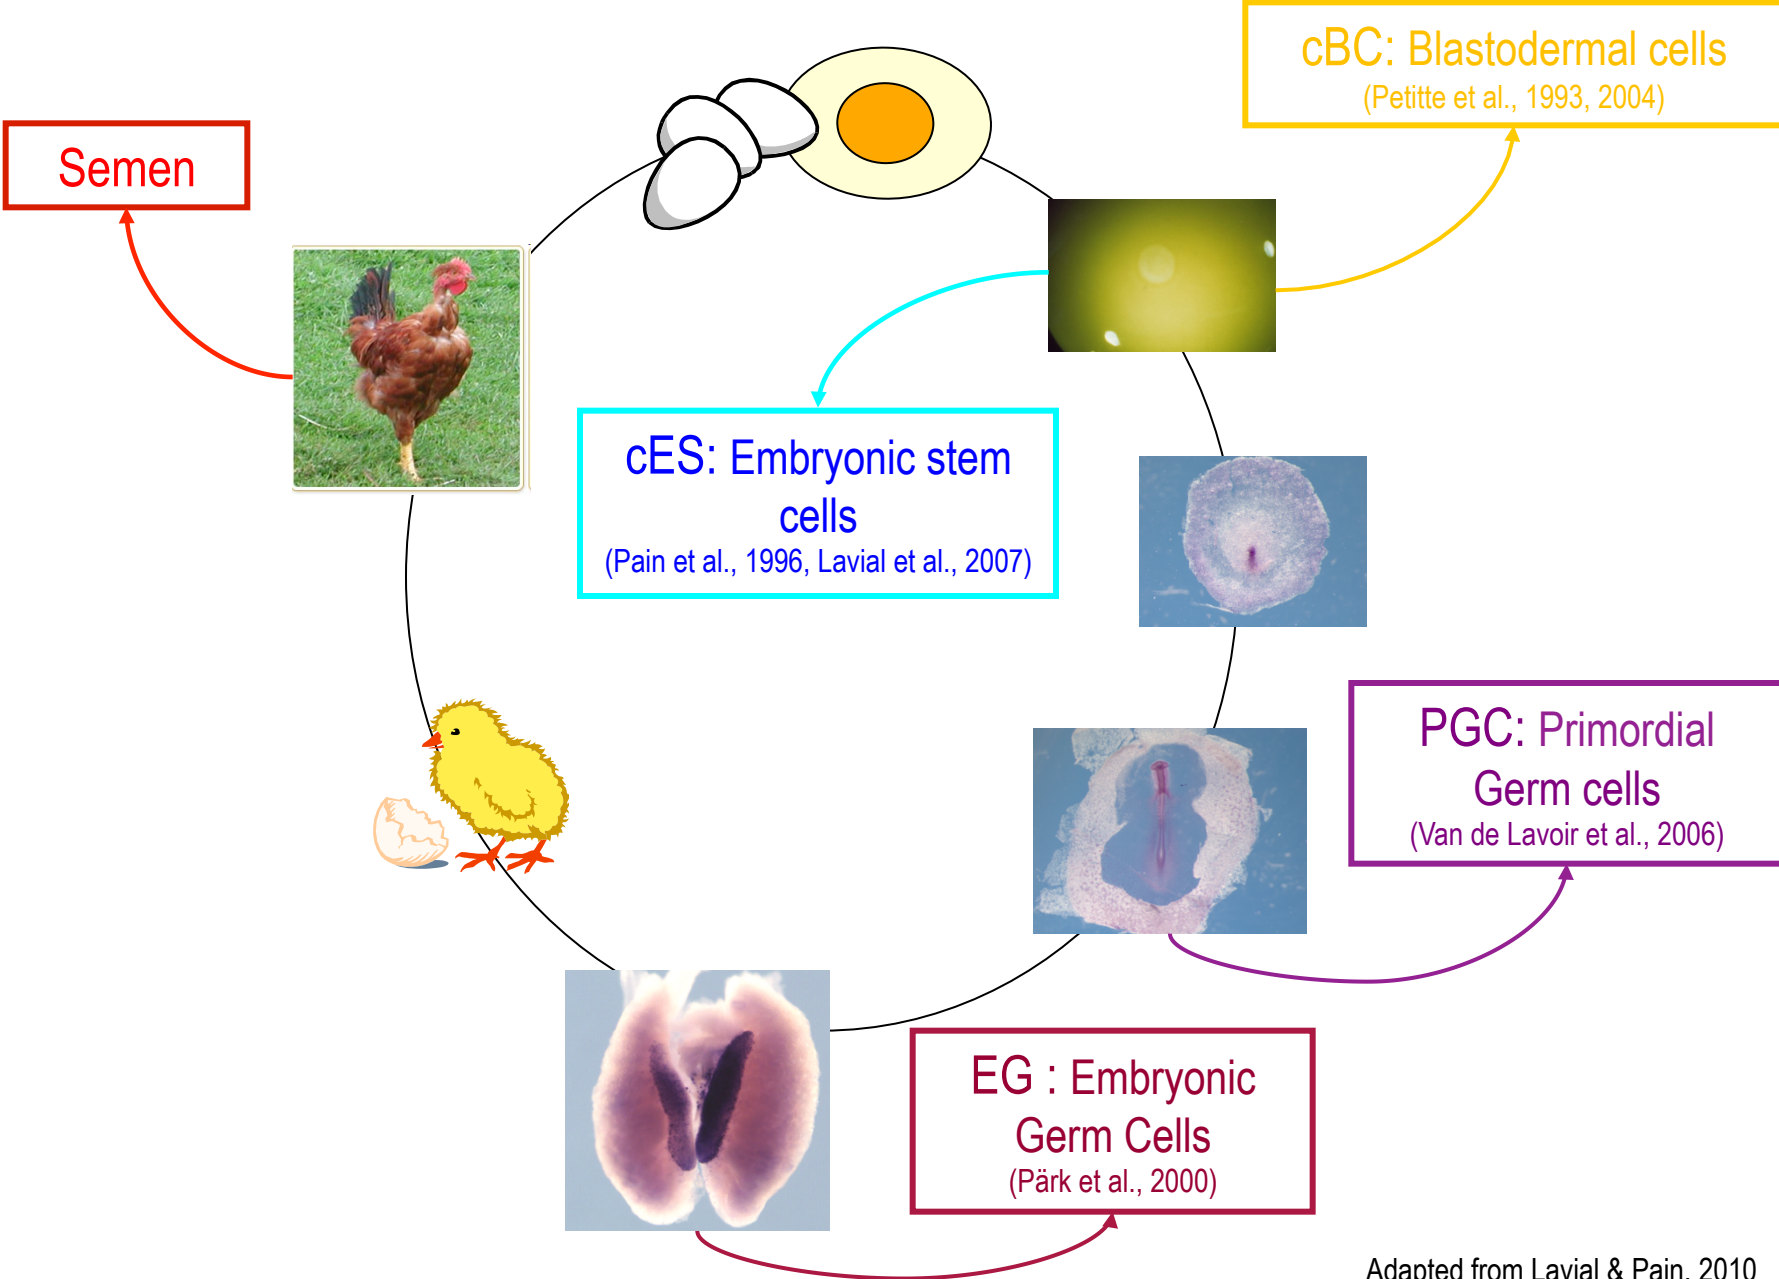 cBC: Blastodermal cells
(Petitte et al., 1993, 2004)
Semen
cES: Embryonic stem
cells
(Pain et al., 1996, Lavial et al., 2007)
PGC: Primordial
Germ cells
(Van de Lavoir et al., 2006)
EG : Embryonic
Germ Cells
(Pärk et al., 2000)
Adapted from Lavial & Pain, 2010